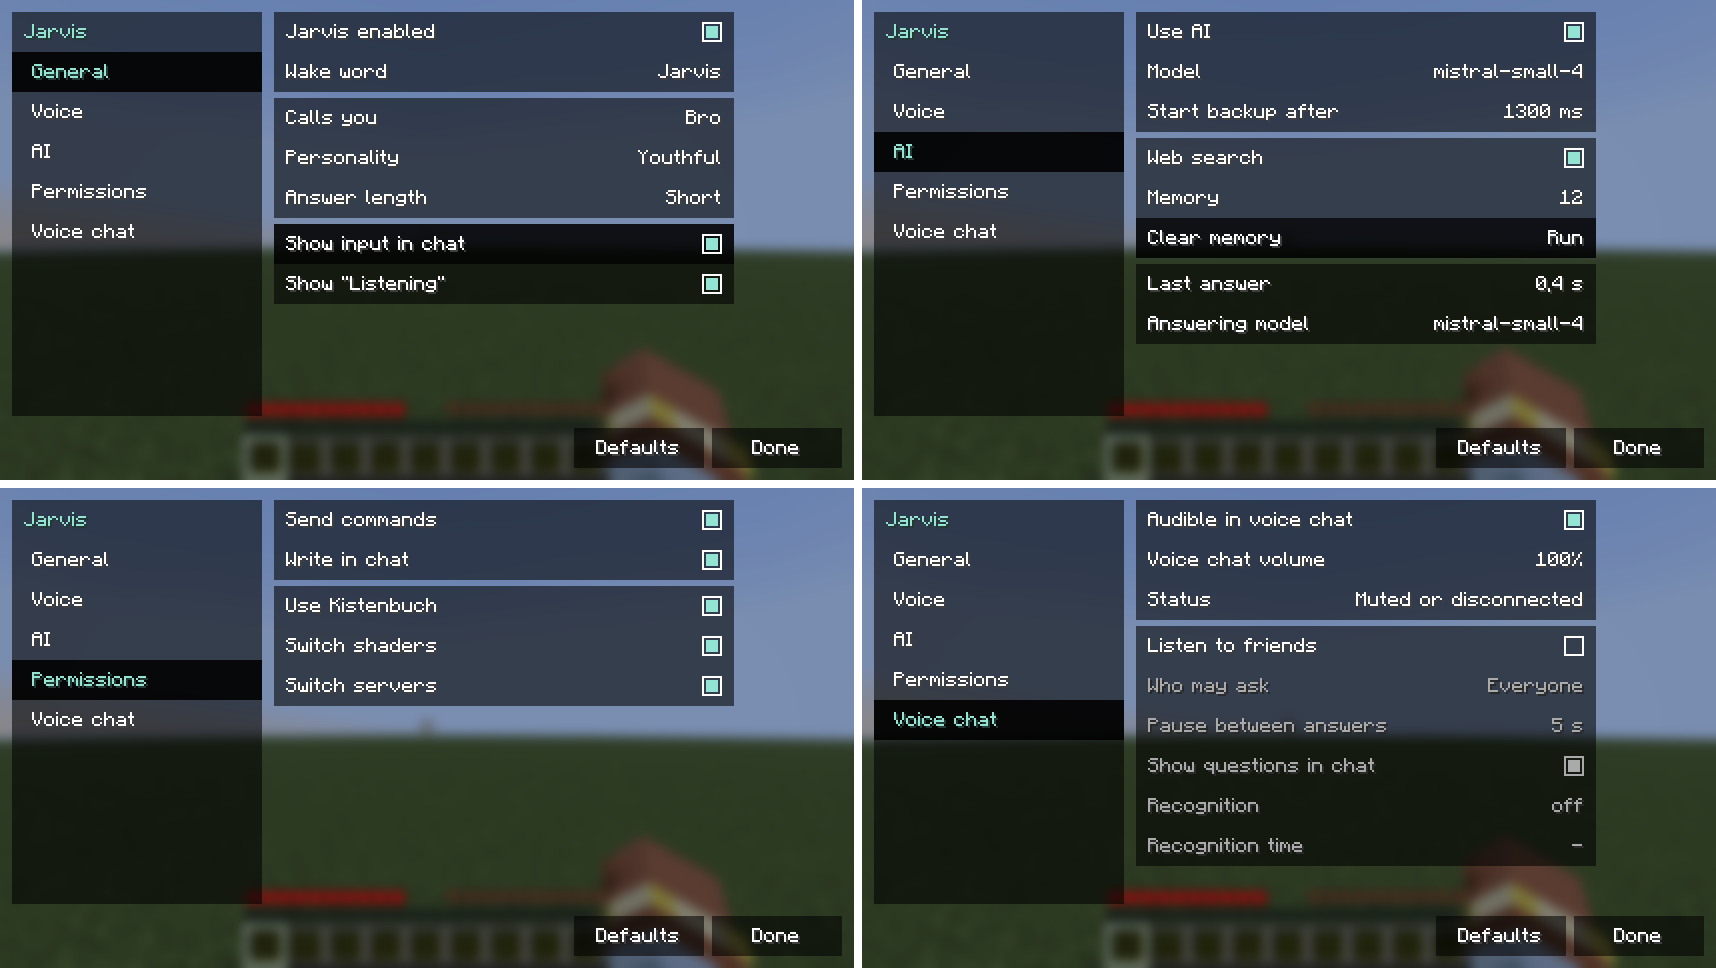 Jarvis
General
Voice
AI
Permissions
Voice chat
Jarvis enabled
Wake word Jarvis
Calls you Bro
Personality Youthful
Answer length Short
Show input in chat
Show "Listening"
Defaults Done
Jarvis
General
Voice
AI
Permissions
Voice chat
Use AI
Model mistral-small-4
Start backup after 1300 ms
Web search
Memory 12
Clear memory Run
Last answer 0,4 s
Answering model mistral-small-4
Defaults Done
Jarvis
General
Voice
AI
Permissions
Voice chat
Send commands
Write in chat
Use Kistenbuch
Switch shaders
Switch servers
Defaults Done
Jarvis
General
Voice
AI
Permissions
Voice chat
Audible in voice chat
Voice chat volume 100%
Status Muted or disconnected
Listen to friends
Who may ask Everyone
Pause between answers 5 s
Show questions in chat
Recognition off
Recognition time -
Defaults Done